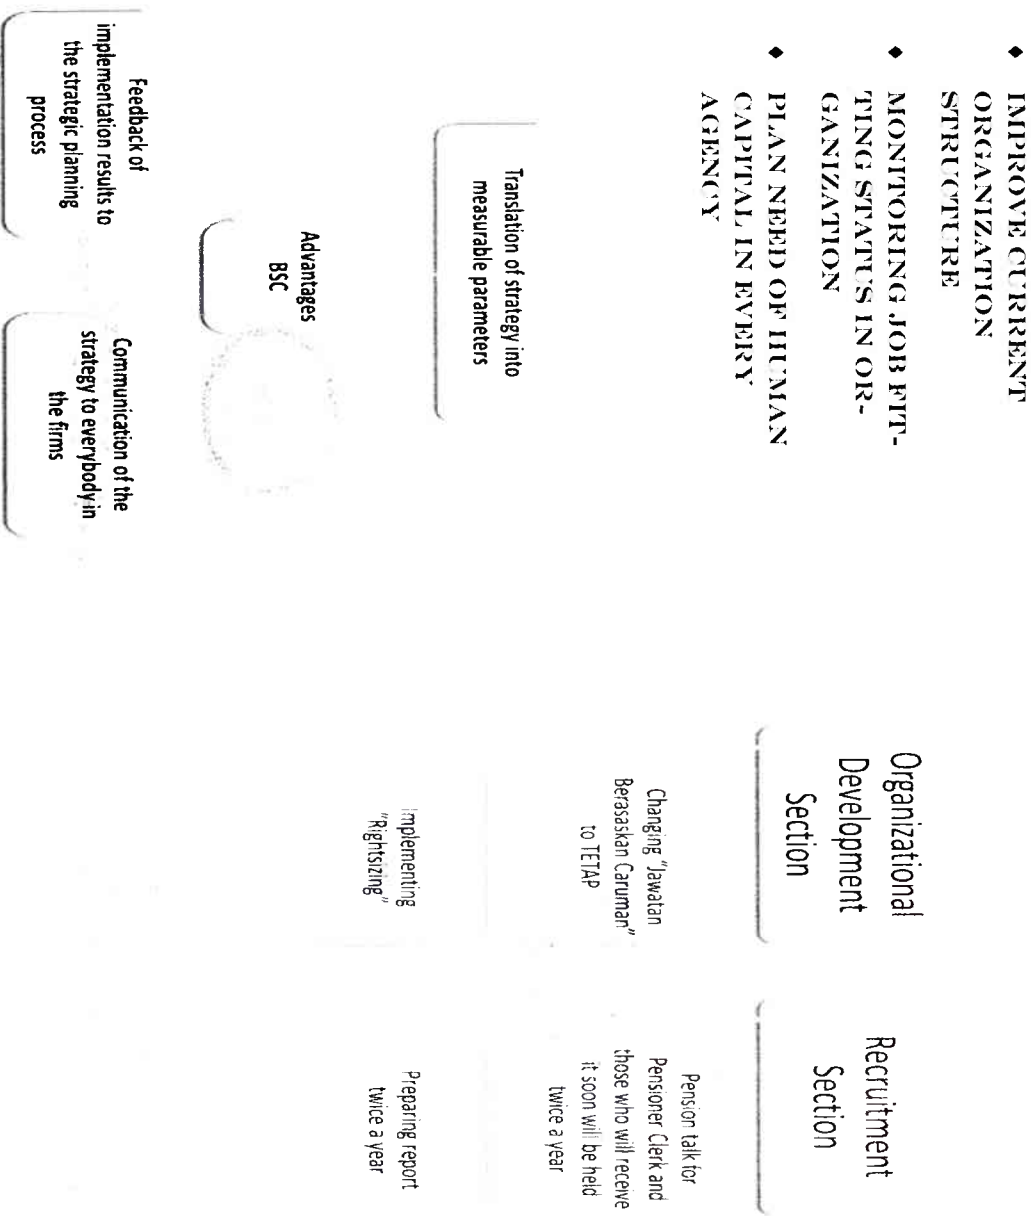 ♦ IMPROVE CURRENT
ORGANIZATION
STRUCTURE
♦ MONITORING JOB FIT-
TING STATUS IN OR-
GANIZATION
♦ PLAN NEED OF HUMAN
CAPITAL IN EVERY
AGENCY
Translation of strategy into
measurable parameters
Advantages
BSC
Feedback of
implementation results to
the strategic planning
process
Communication of the
strategy to everybody in
the firms
Organizational
Development
Section
Changing "Jawatan
Berasaskan Caruman"
to TETAP
Implementing
"Rightsizing"
Recruitment
Section
Pension talk for
Pensioner Clerk and
those who will receive
it soon will be held
twice a year
Preparing report
twice a year